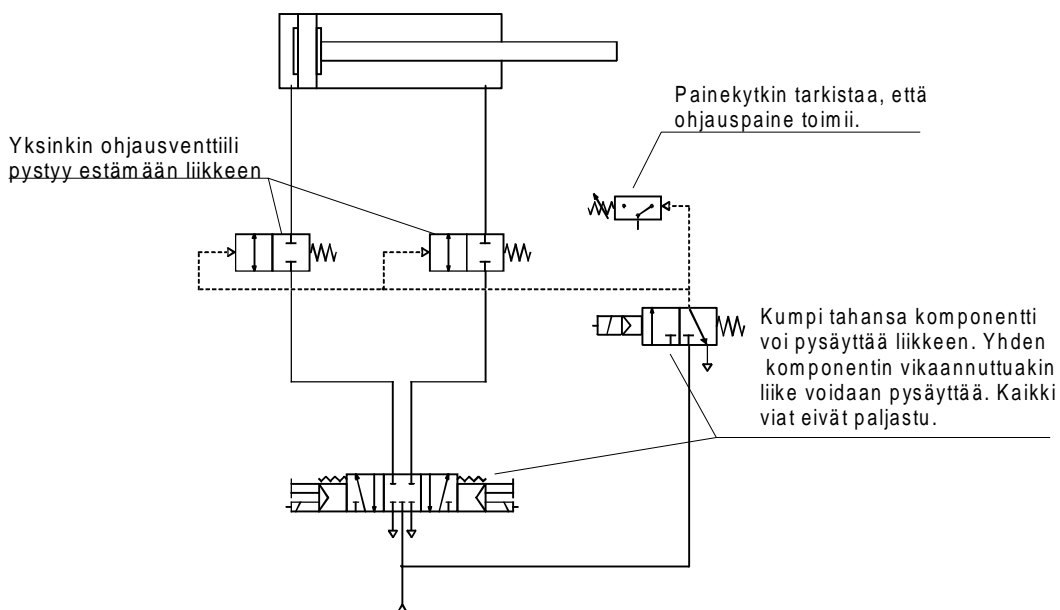 Painekytkin tarkistaa, että
ohjauspaine toimii.
Yksinkin ohjausventtiili
pystyy estämään liikkeen
Kumpi tahansa komponentti
voi pysäyttää liikkeen. Yhden
komponentin vikaannuttuakin
liike voidaan pysäyttää. Kaikki
viat eivät paljastu.